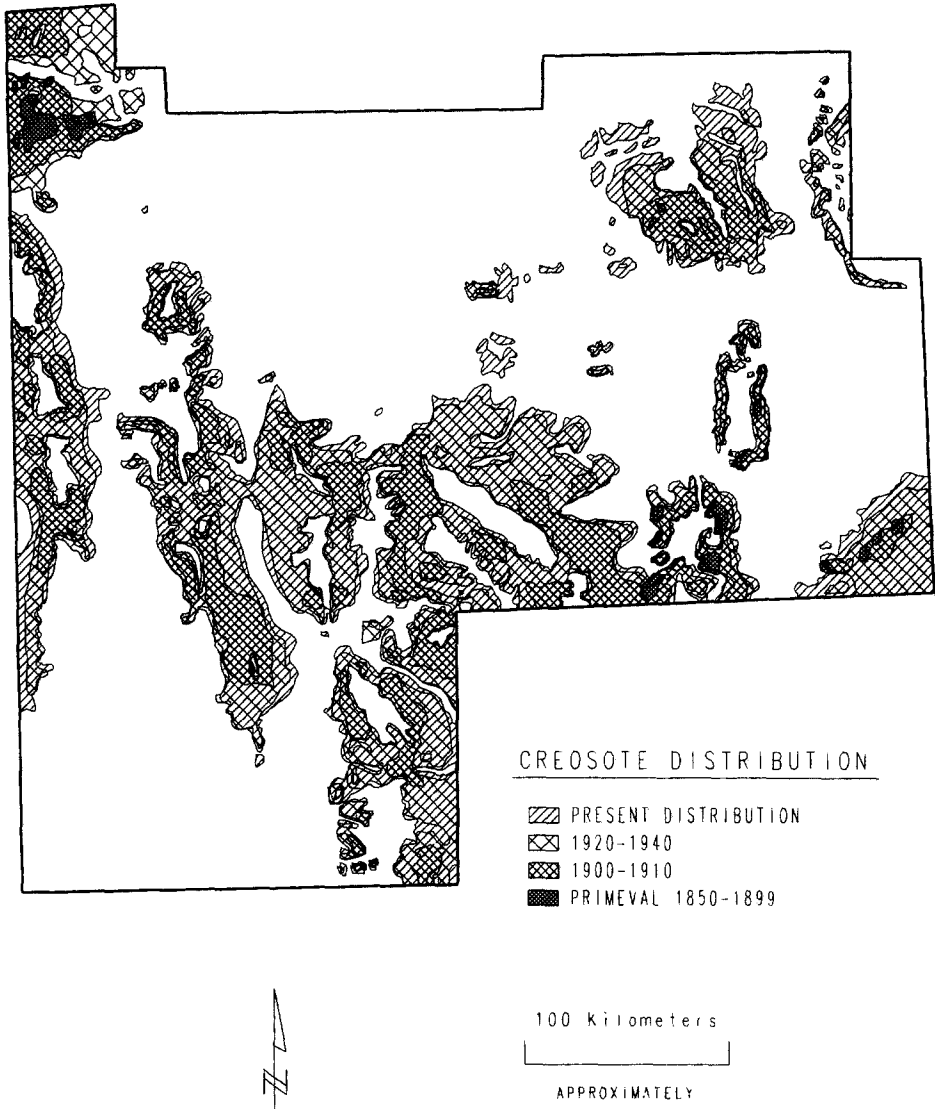 CREOSOTE DISTRIBUTION
PRESENT DISTRIBUTION
1920-1940
1900-1910
PRIMEVAL 1850-1899
N
100 Kilometers
APPROXIMATELY